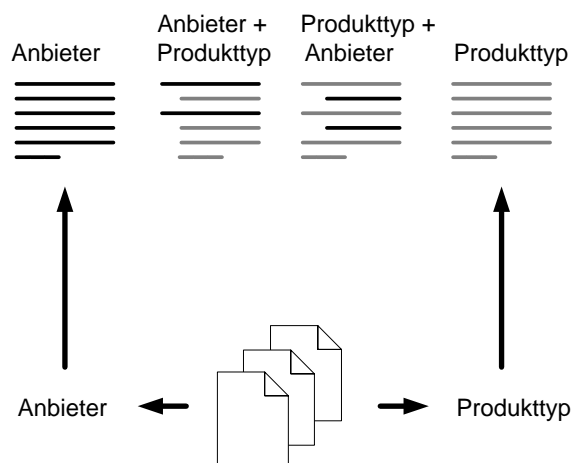 Anbieter
Anbieter +
Produkttyp
Produkttyp +
Anbieter
Produkttyp
Anbieter
Produkttyp